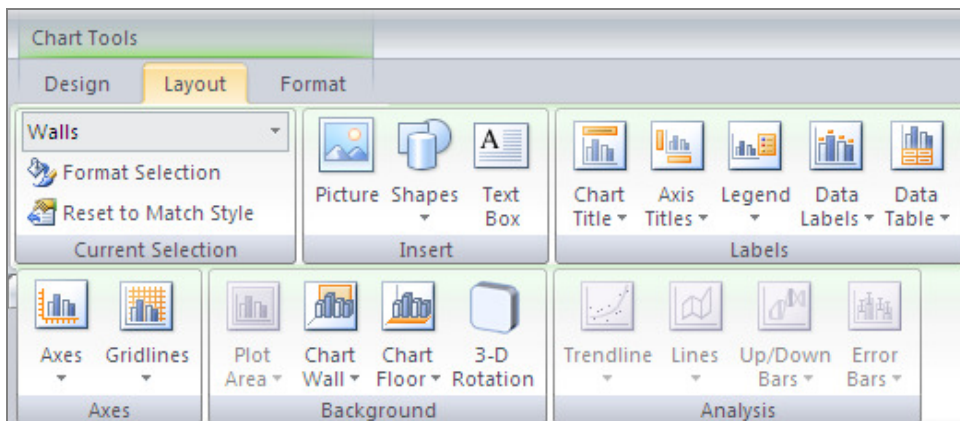 Chart Tools
Design Layout Format
Walls
Format Selection
Reset to Match Style
Current Selection
Picture Shapes Text
Box
Insert
Chart Axis Legend Data Data
Title Titles Labels Table
Labels
Axes Gridlines
Axes
Plot Chart Chart 3-D
Area Wall Floor Rotation
Background
Trendline Lines Up/Down Error
Bars Bars
Analysis